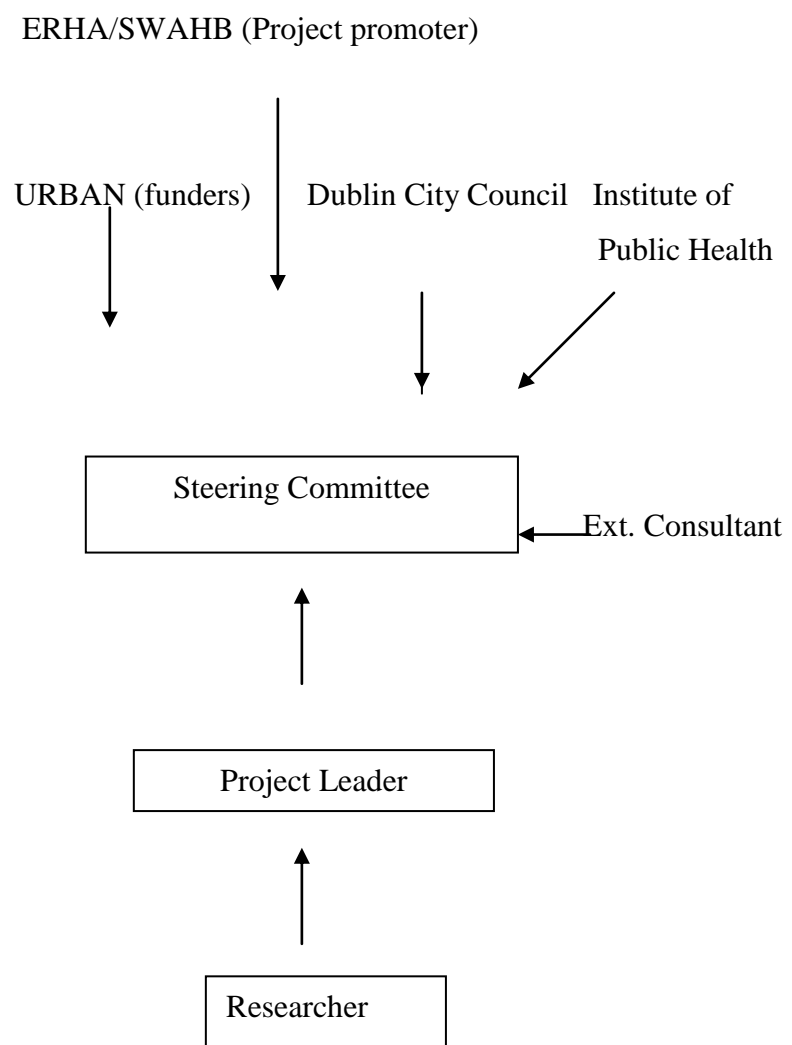 ERHA/SWAHB (Project promoter)
URBAN (funders) Dublin City Council Institute of
Public Health
Steering Committee
Ext. Consultant
Project Leader
Researcher